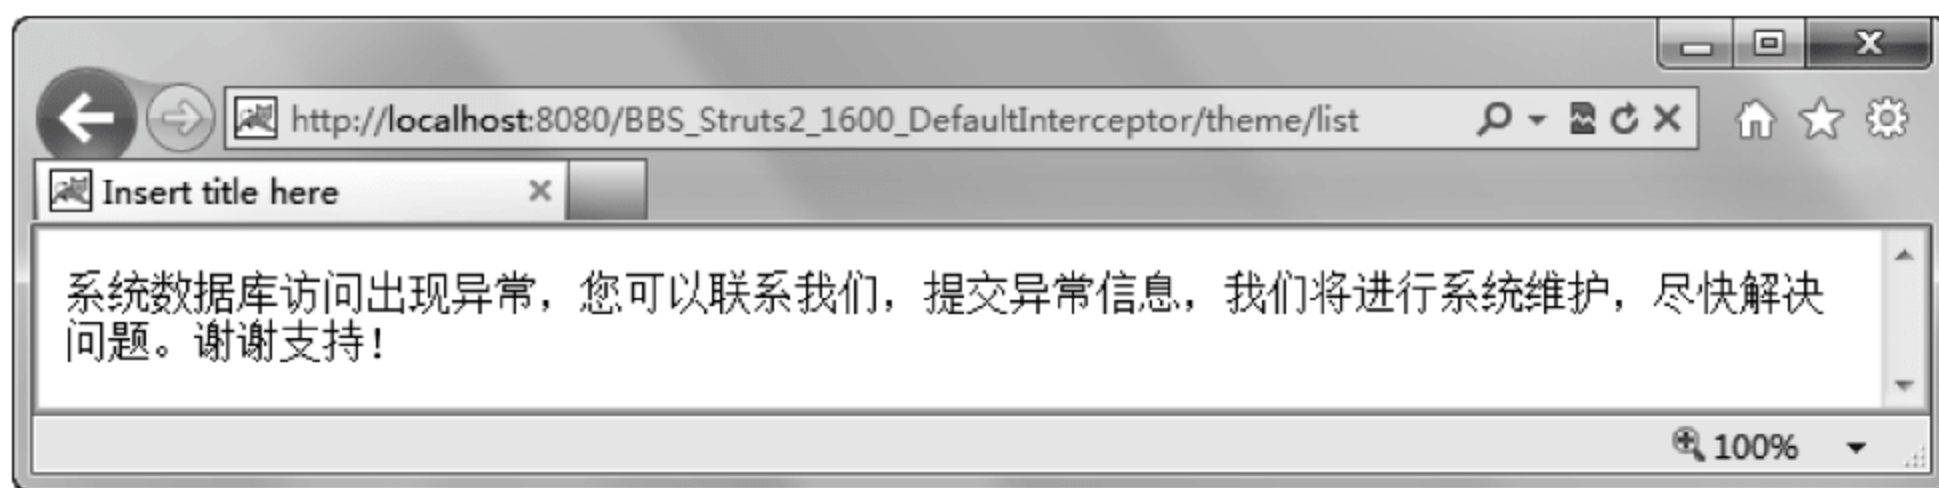 http://localhost:8080/BBS_Struts2_1600_DefaultInterceptor/theme/list
Insert title here
系统数据库访问出现异常，您可以联系我们，提交异常信息，我们将进行系统维护，尽快解决
问题。谢谢支持！
100%